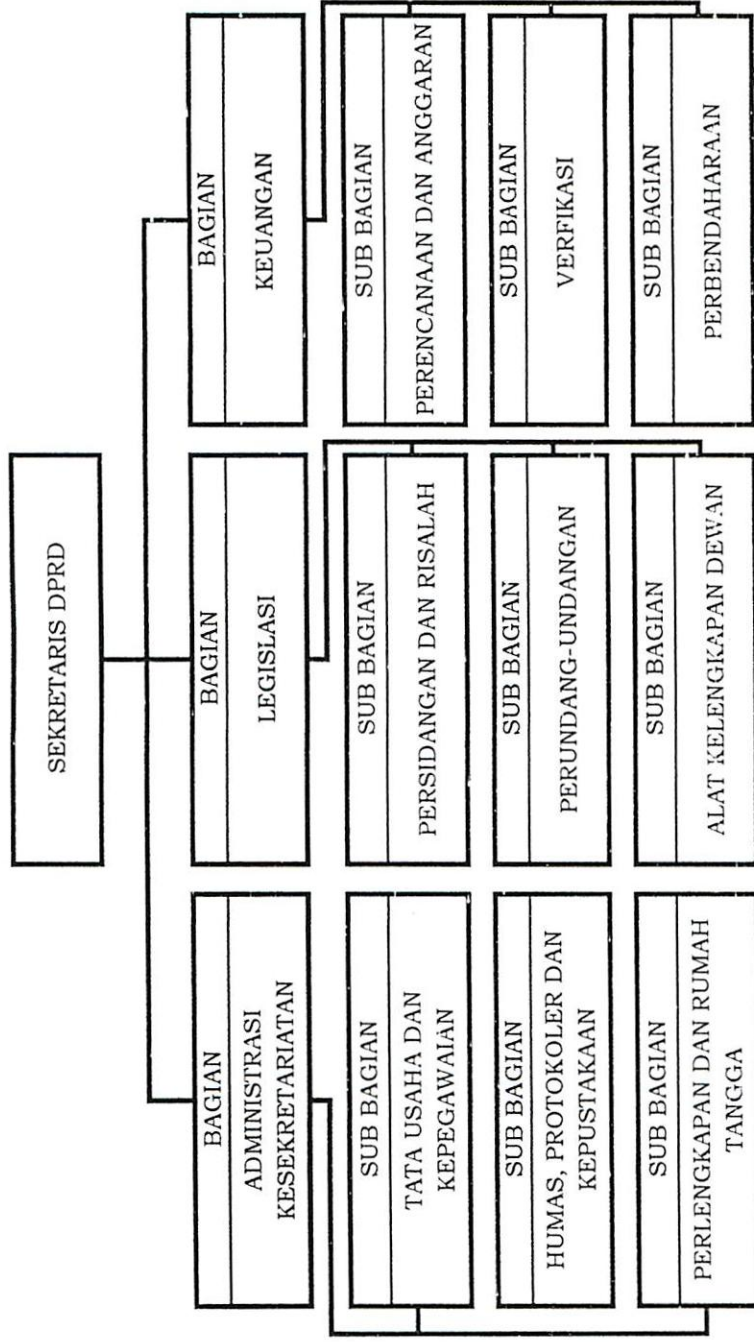 SEKRETARIS DPRD
BAGIAN
ADMINISTRASI
KESEKRETARIATAN
SUB BAGIAN
TATA USAHA DAN
KEPEGAWAIAN
SUB BAGIAN
HUMAS, PROTOKOLER DAN
KEPUSTAKAAN
SUB BAGIAN
PERLENGKAPAN DAN RUMAH
TANGGA
BAGIAN
LEGISLASI
SUB BAGIAN
PERSIDANGAN DAN RISALAH
SUB BAGIAN
PERUNDANG-UNDANGAN
SUB BAGIAN
ALAT KELENGKAPAN DEWAN
BAGIAN
KEUANGAN
SUB BAGIAN
PERENCANAAN DAN ANGGARAN
SUB BAGIAN
VERFIKASI
SUB BAGIAN
PERBENDAHARAAN